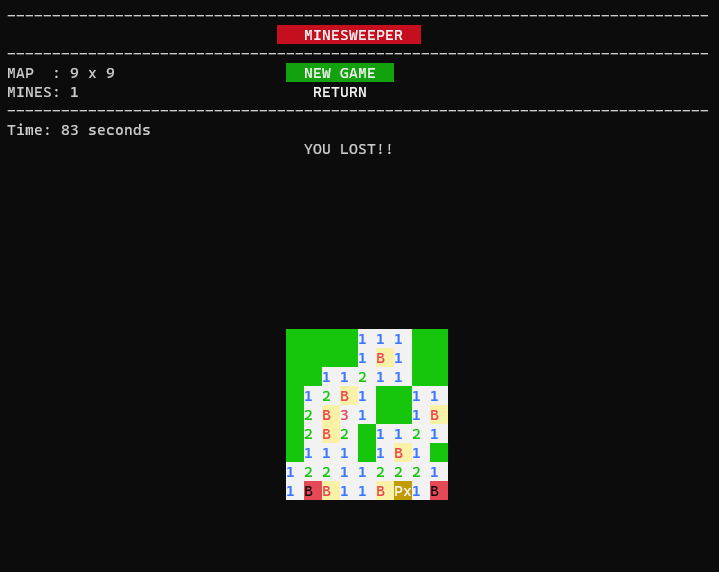 MINESWEEPER
MAP  : 9 x 9 NEW GAME
MINES: 1 RETURN
Time: 83 seconds
YOU LOST!!
1 1 1
1 B 1
1 1 2 1 1
1 2 B 1 1 1
2 B 3 1 1 B
2 B 2 1 1 2 1
1 1 1 1 B 1
1 2 2 1 1 2 2 2 1
1 B B 1 1 B Px1 B